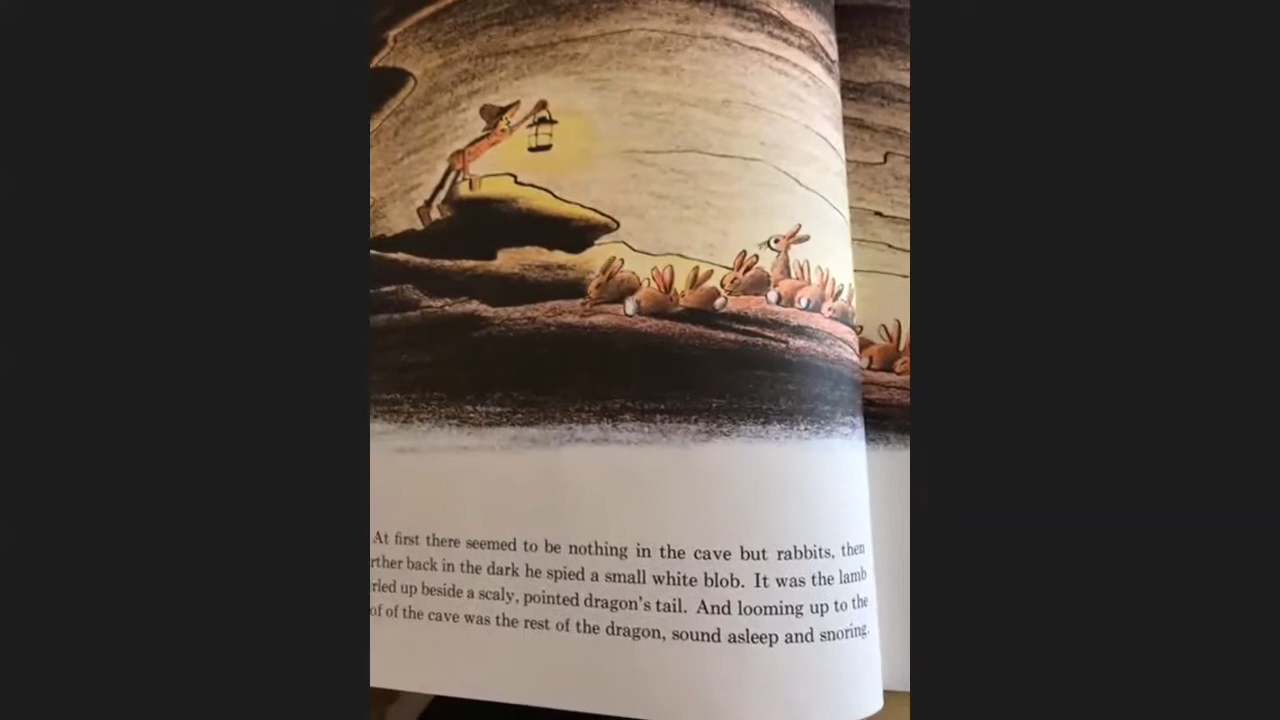 At first there seemed to be nothing in the cave but rabbits, then
rther back in the dark he spied a small white blob. It was the lamb
rled up beside a scaly, pointed dragon's tail. And looming up to the
of of the cave was the rest of the dragon, sound asleep and snoring.